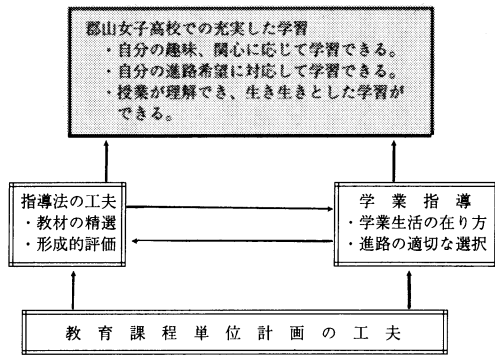 郡山女子高校での充実した学習
・自分の趣味、関心に応じて学習できる。
・自分の進路希望に対応して学習できる。
・授業が理解でき、生き生きとした学習が
できる。
指導法の工夫
・教材の精選
・形成的評価
学業指導
・学業生活の在り方
・進路の適切な選択
教育課程単位計画の工夫